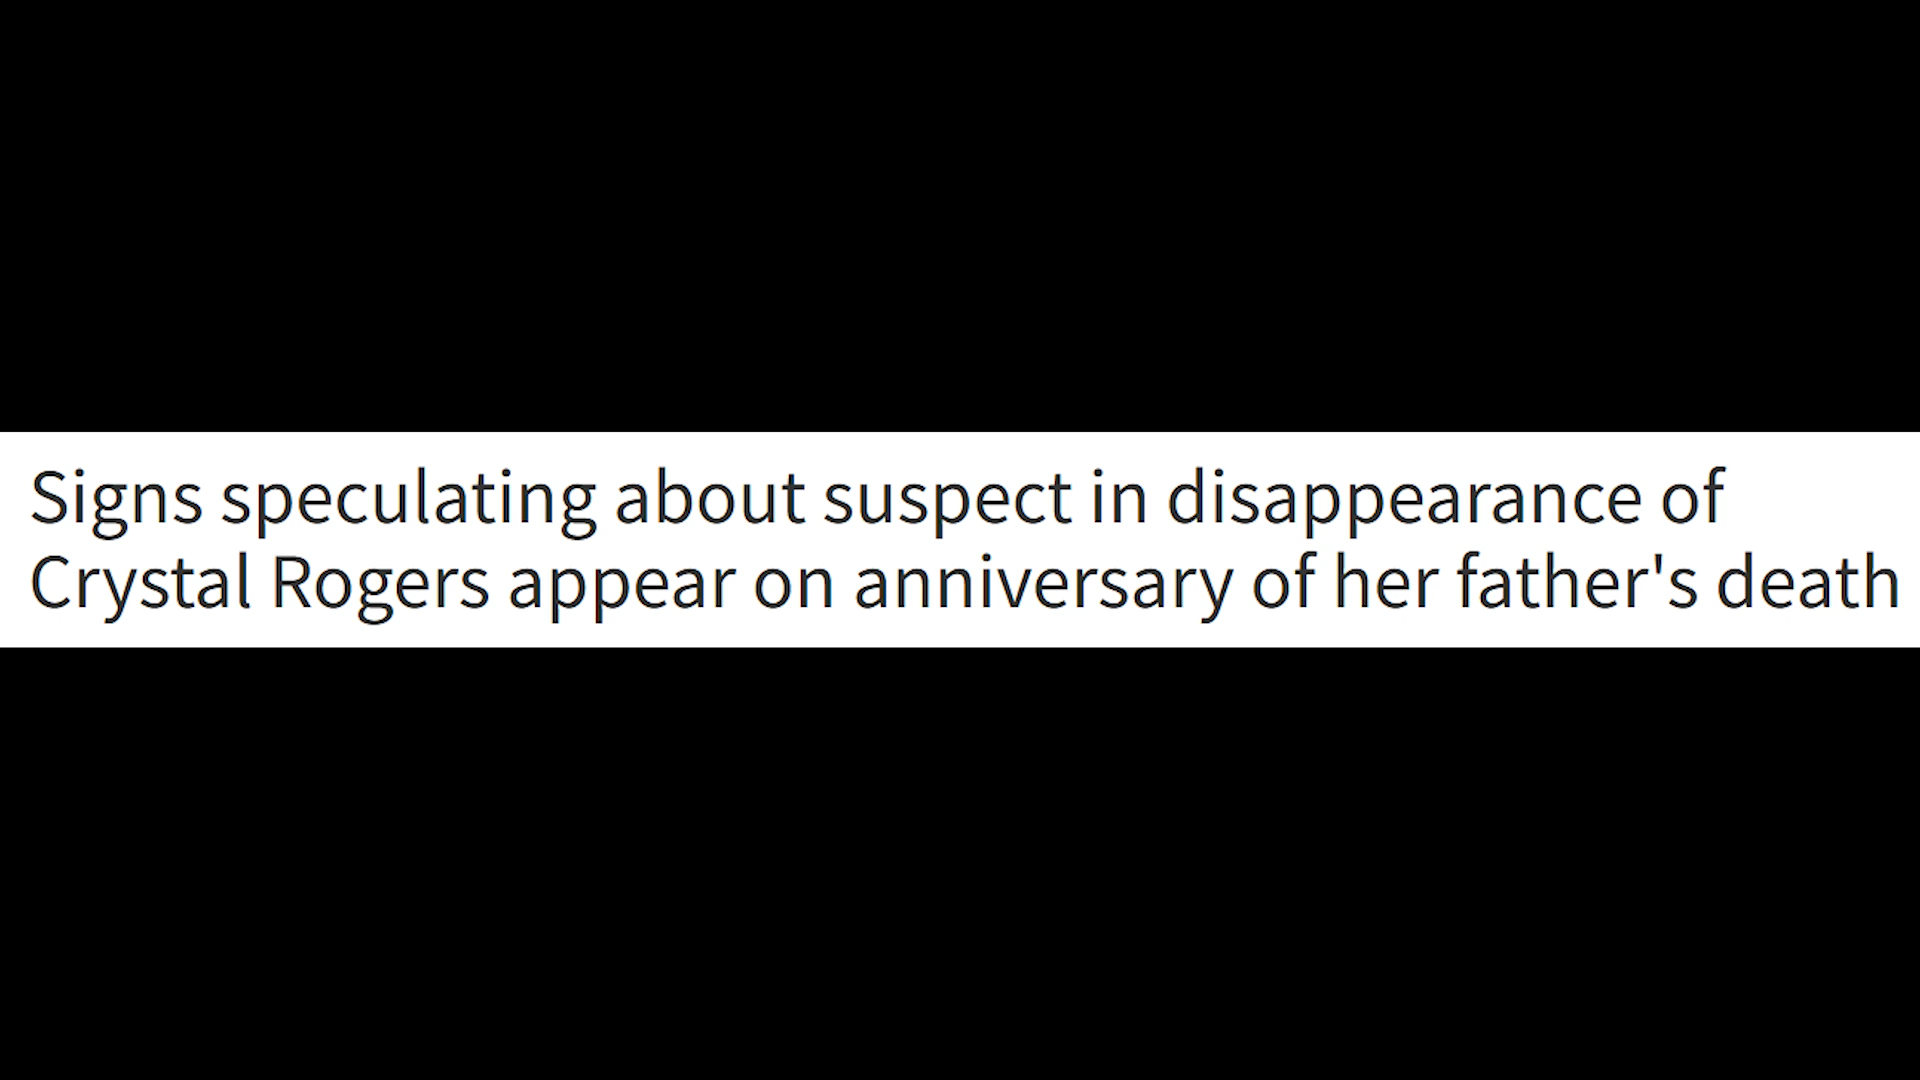 Signs speculating about suspect in disappearance of
Crystal Rogers appear on anniversary of her father's death